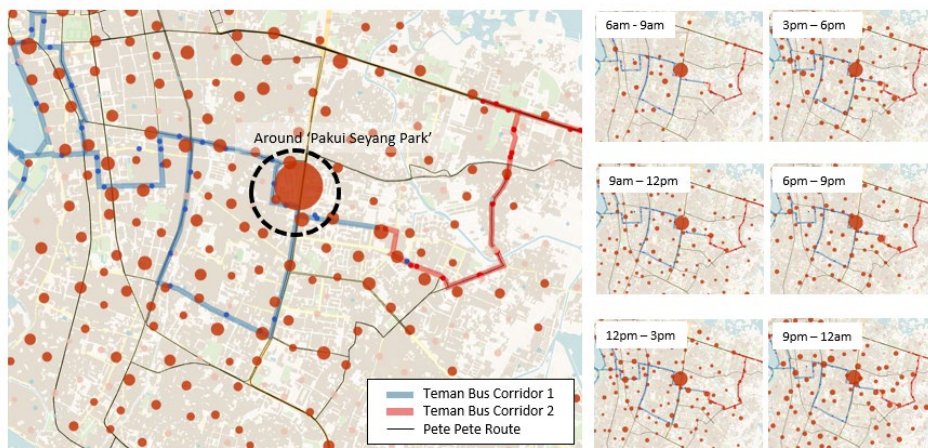 Around ‘Pakui Seyang Park’
Teman Bus Corridor 1
Teman Bus Corridor 2
Pete Pete Route
6am - 9am
3pm – 6pm
9am – 12pm
6pm – 9pm
12pm – 3pm
9pm – 12am